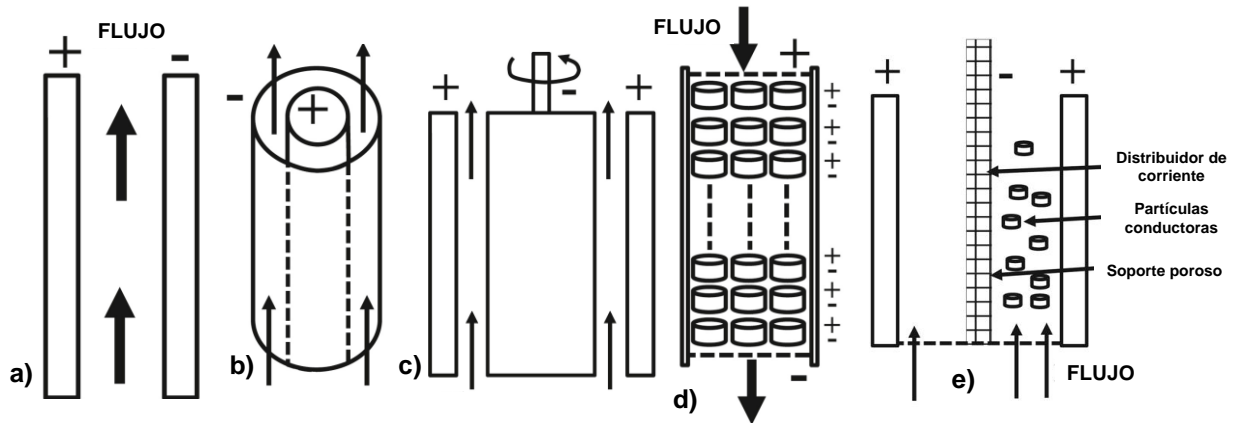 FLUJO
+
-
a)
-
+
b)
+
-
+
c)
FLUJO
+
+
-
+
-
+
-
+
-
+
-
+
-
-
d)
+
-
+
Distribuidor de
corriente
Partículas
conductoras
Soporte poroso
e)
FLUJO